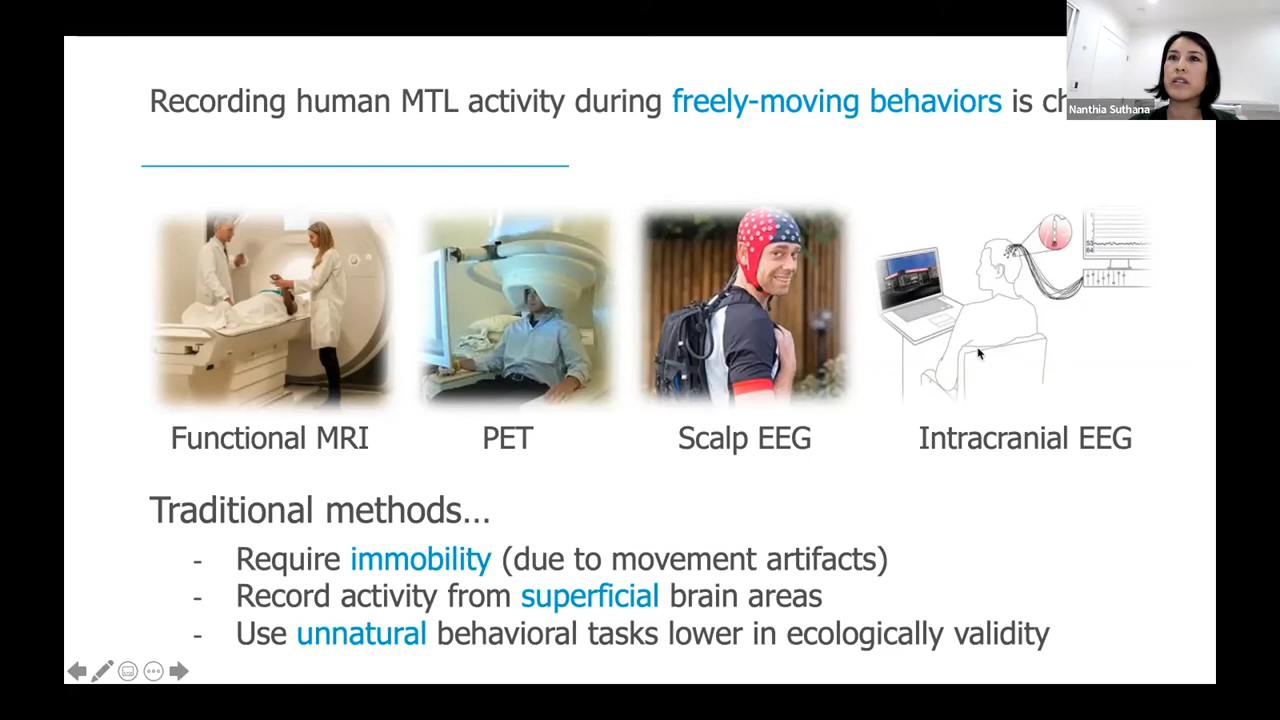 Recording human MTL activity during freely-moving behaviors is
Nanthia Suthana
Functional MRI
PET
Scalp EEG
Intracranial EEG
Traditional methods...
- Require immobility (due to movement artifacts)
- Record activity from superficial brain areas
- Use unnatural behavioral tasks lower in ecologically validity